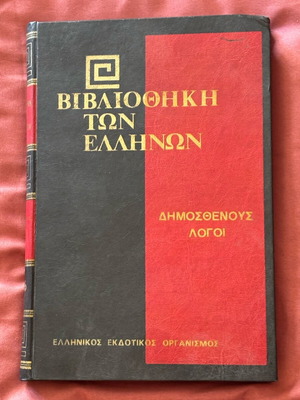 ΒΙΒΛΙΟΘΗΚΗ
ΤΩΝ
ΕΛΛΗΝΩΝ
ΔΗΜΟΣΘΕΝΟΥΣ
ΛΟΓΟΙ
ΕΛΛΗΝΙΚΟΣ ΕΚΔΟΤΙΚΟΣ ΟΡΓΑΝΙΣΜΟΣ